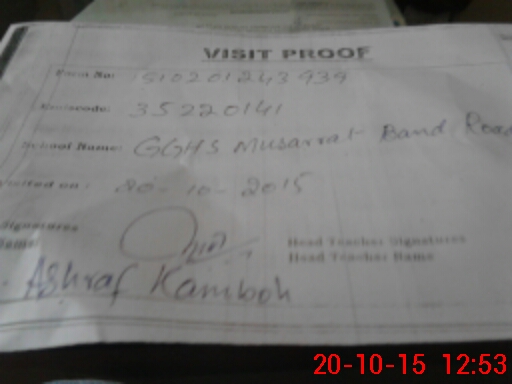 VISIT PROOF
Form No: 510201243939
Emiscode: 35220141
School Name: GGHS Musarrat Band Road
Visited on: 20-10-2015
Signatures
Name:
Head Teacher Signatures
Head Teacher Name
Ashraf Kamboh
20-10-15 12:53